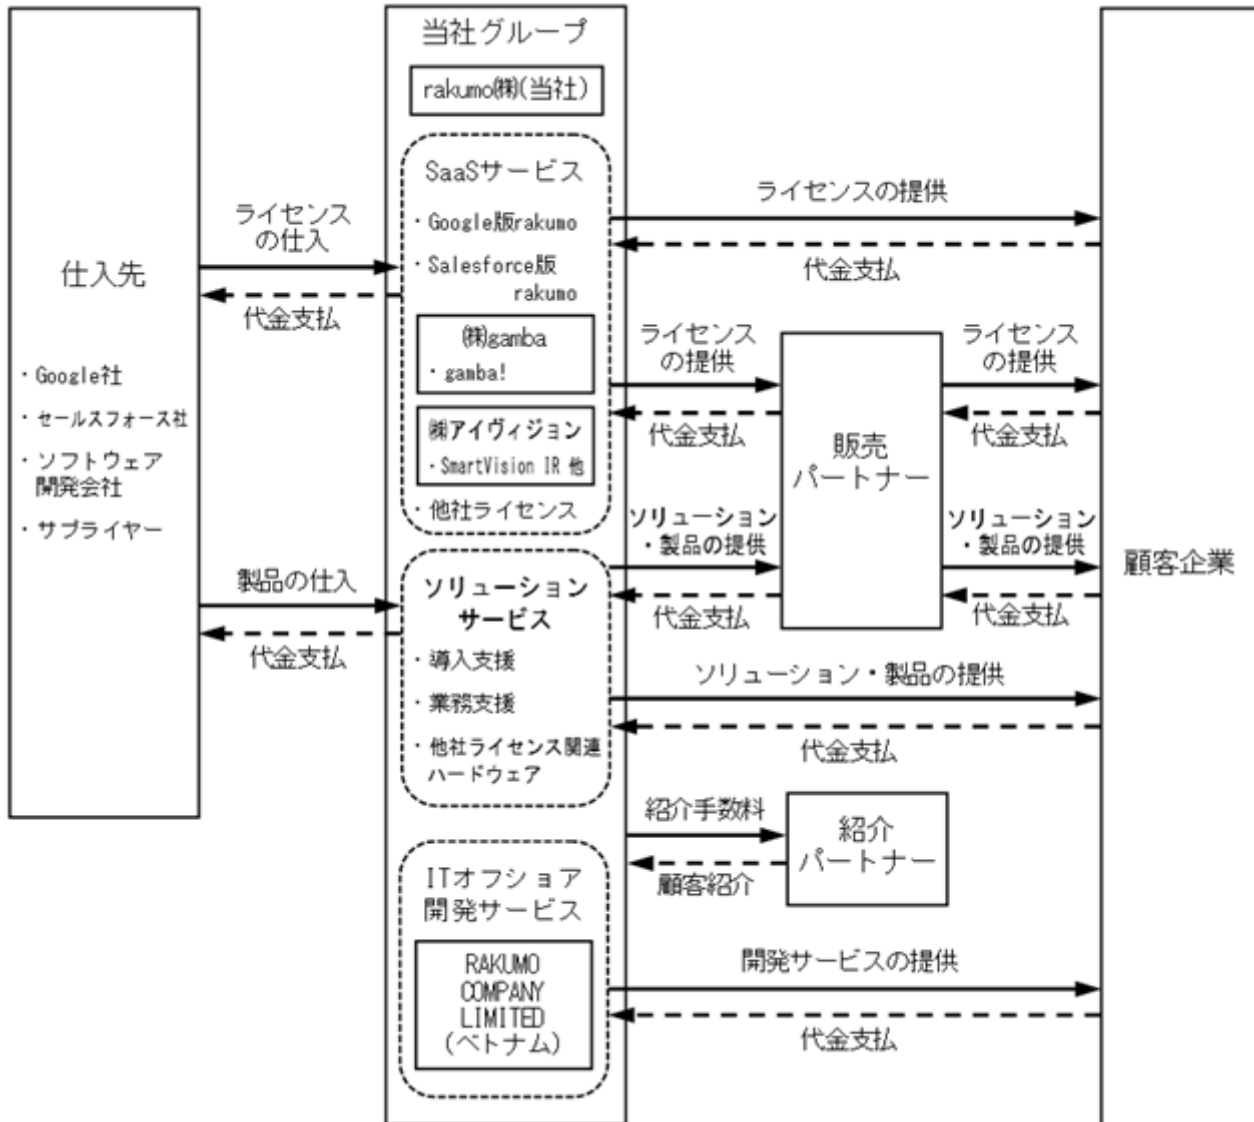 仕入先
・Google社
・セールスフォース社
・ソフトウェア
開発会社
・サプライヤー
ライセンス
の仕入
代金支払
製品の仕入
代金支払
当社グループ
rakumo㈱(当社)
SaaSサービス
・Google版rakumo
・Salesforce版
rakumo
㈱gamba
・gamba!
㈱アイヴィジョン
・SmartVision IR 他
・他社ライセンス
ソリューション
サービス
・導入支援
・業務支援
・他社ライセンス関連
ハードウェア
ITオフショア
開発サービス
RAKUMO
COMPANY
LIMITED
(ベトナム)
ライセンスの提供
代金支払
ライセンス
の提供
代金支払
ソリューション
・製品の提供
代金支払
販売
パートナー
ライセンス
の提供
代金支払
ソリューション
・製品の提供
代金支払
ソリューション・製品の提供
代金支払
紹介手数料
顧客紹介
紹介
パートナー
開発サービスの提供
代金支払
顧客企業